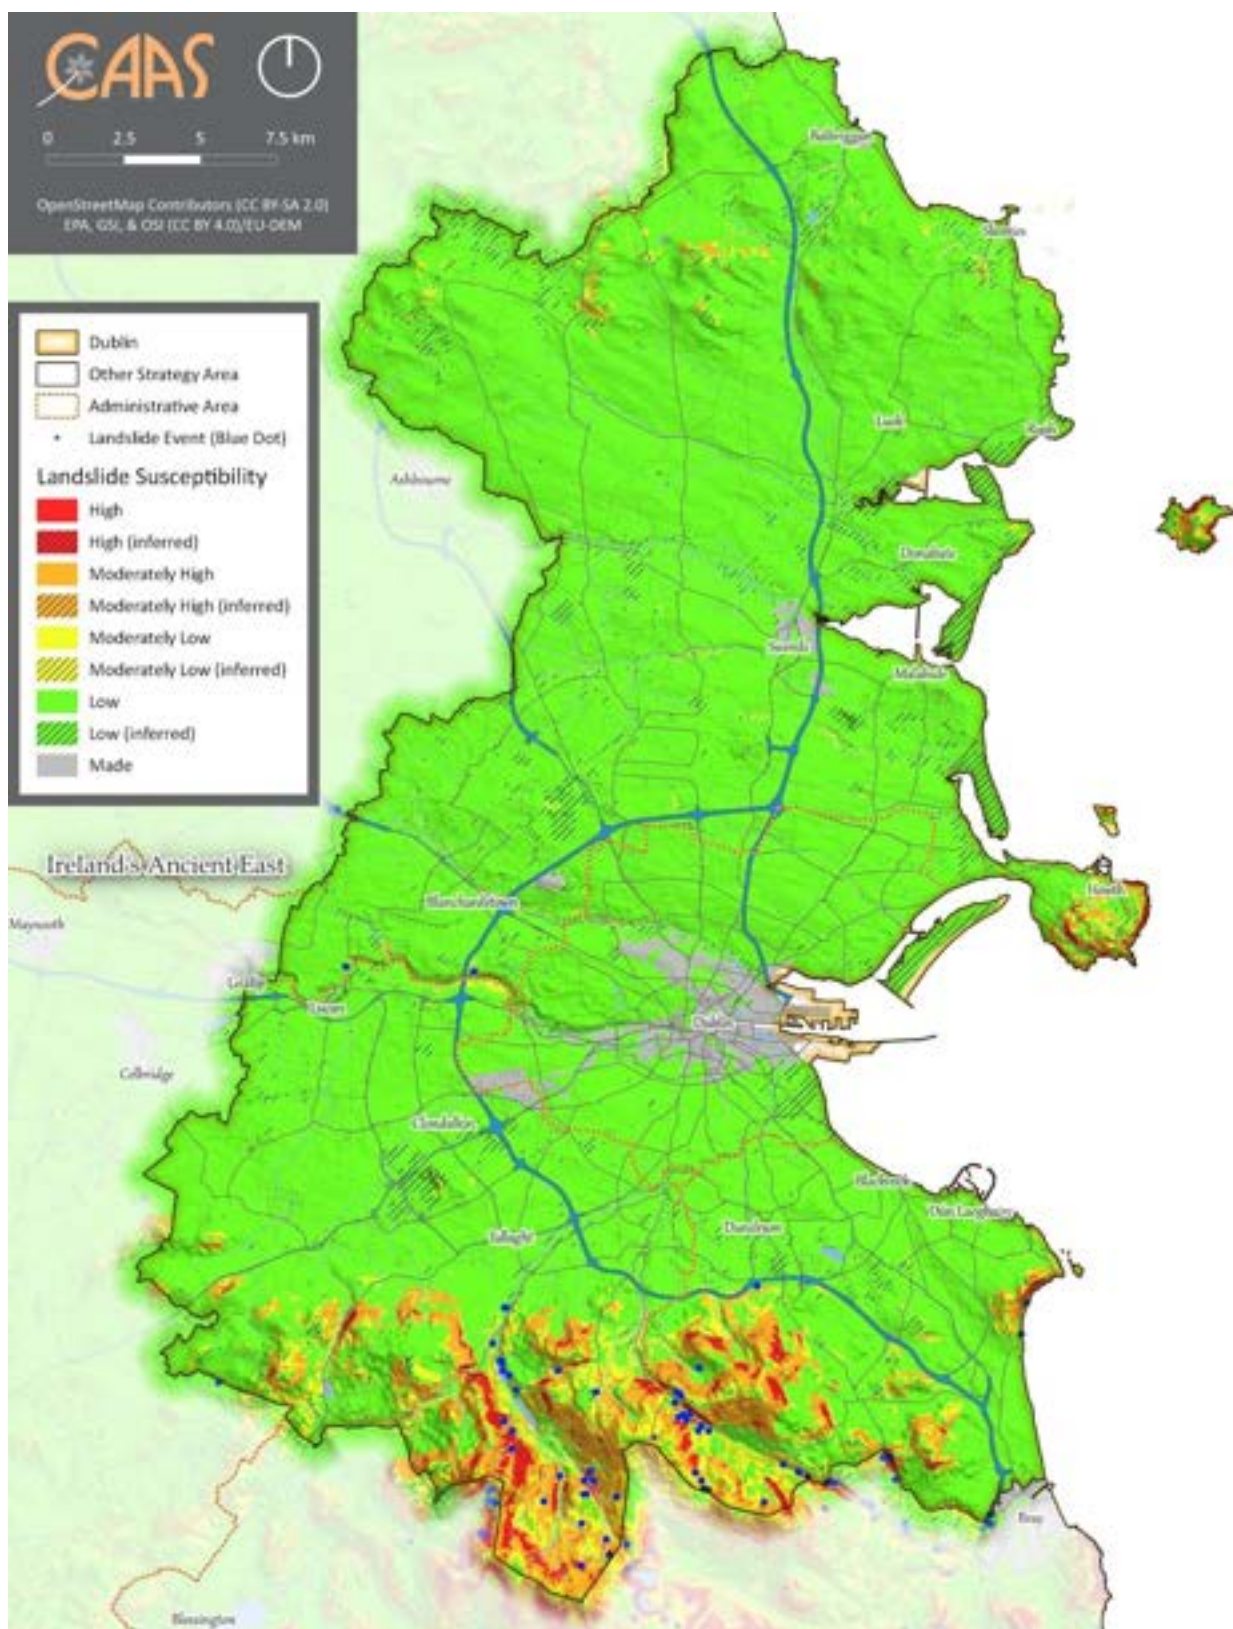 CAAS
0 2.5 5 7.5 km
OpenStreetMap Contributors (CC BY-SA 2.0)
EPA, GSI, & OSI (CC BY 4.0)/EU-DEM
Dublin
Other Strategy Area
Administrative Area
Landslide Event (Blue Dot)
Landslide Susceptibility
High
High (inferred)
Moderately High
Moderately High (inferred)
Moderately Low
Moderately Low (inferred)
Low
Low (inferred)
Made
Balbriggan
Skerries
Lusk
Rush
Ashbourne
Donabate
Swords
Malahide
Ireland's Ancient East
Howth
Blanchardstown
Maynooth
Leixlip
Lucan
Dublin
Celbridge
Clondalkin
Blackrock
Dún Laoghaire
Dundrum
Tallaght
Bray
Blessington